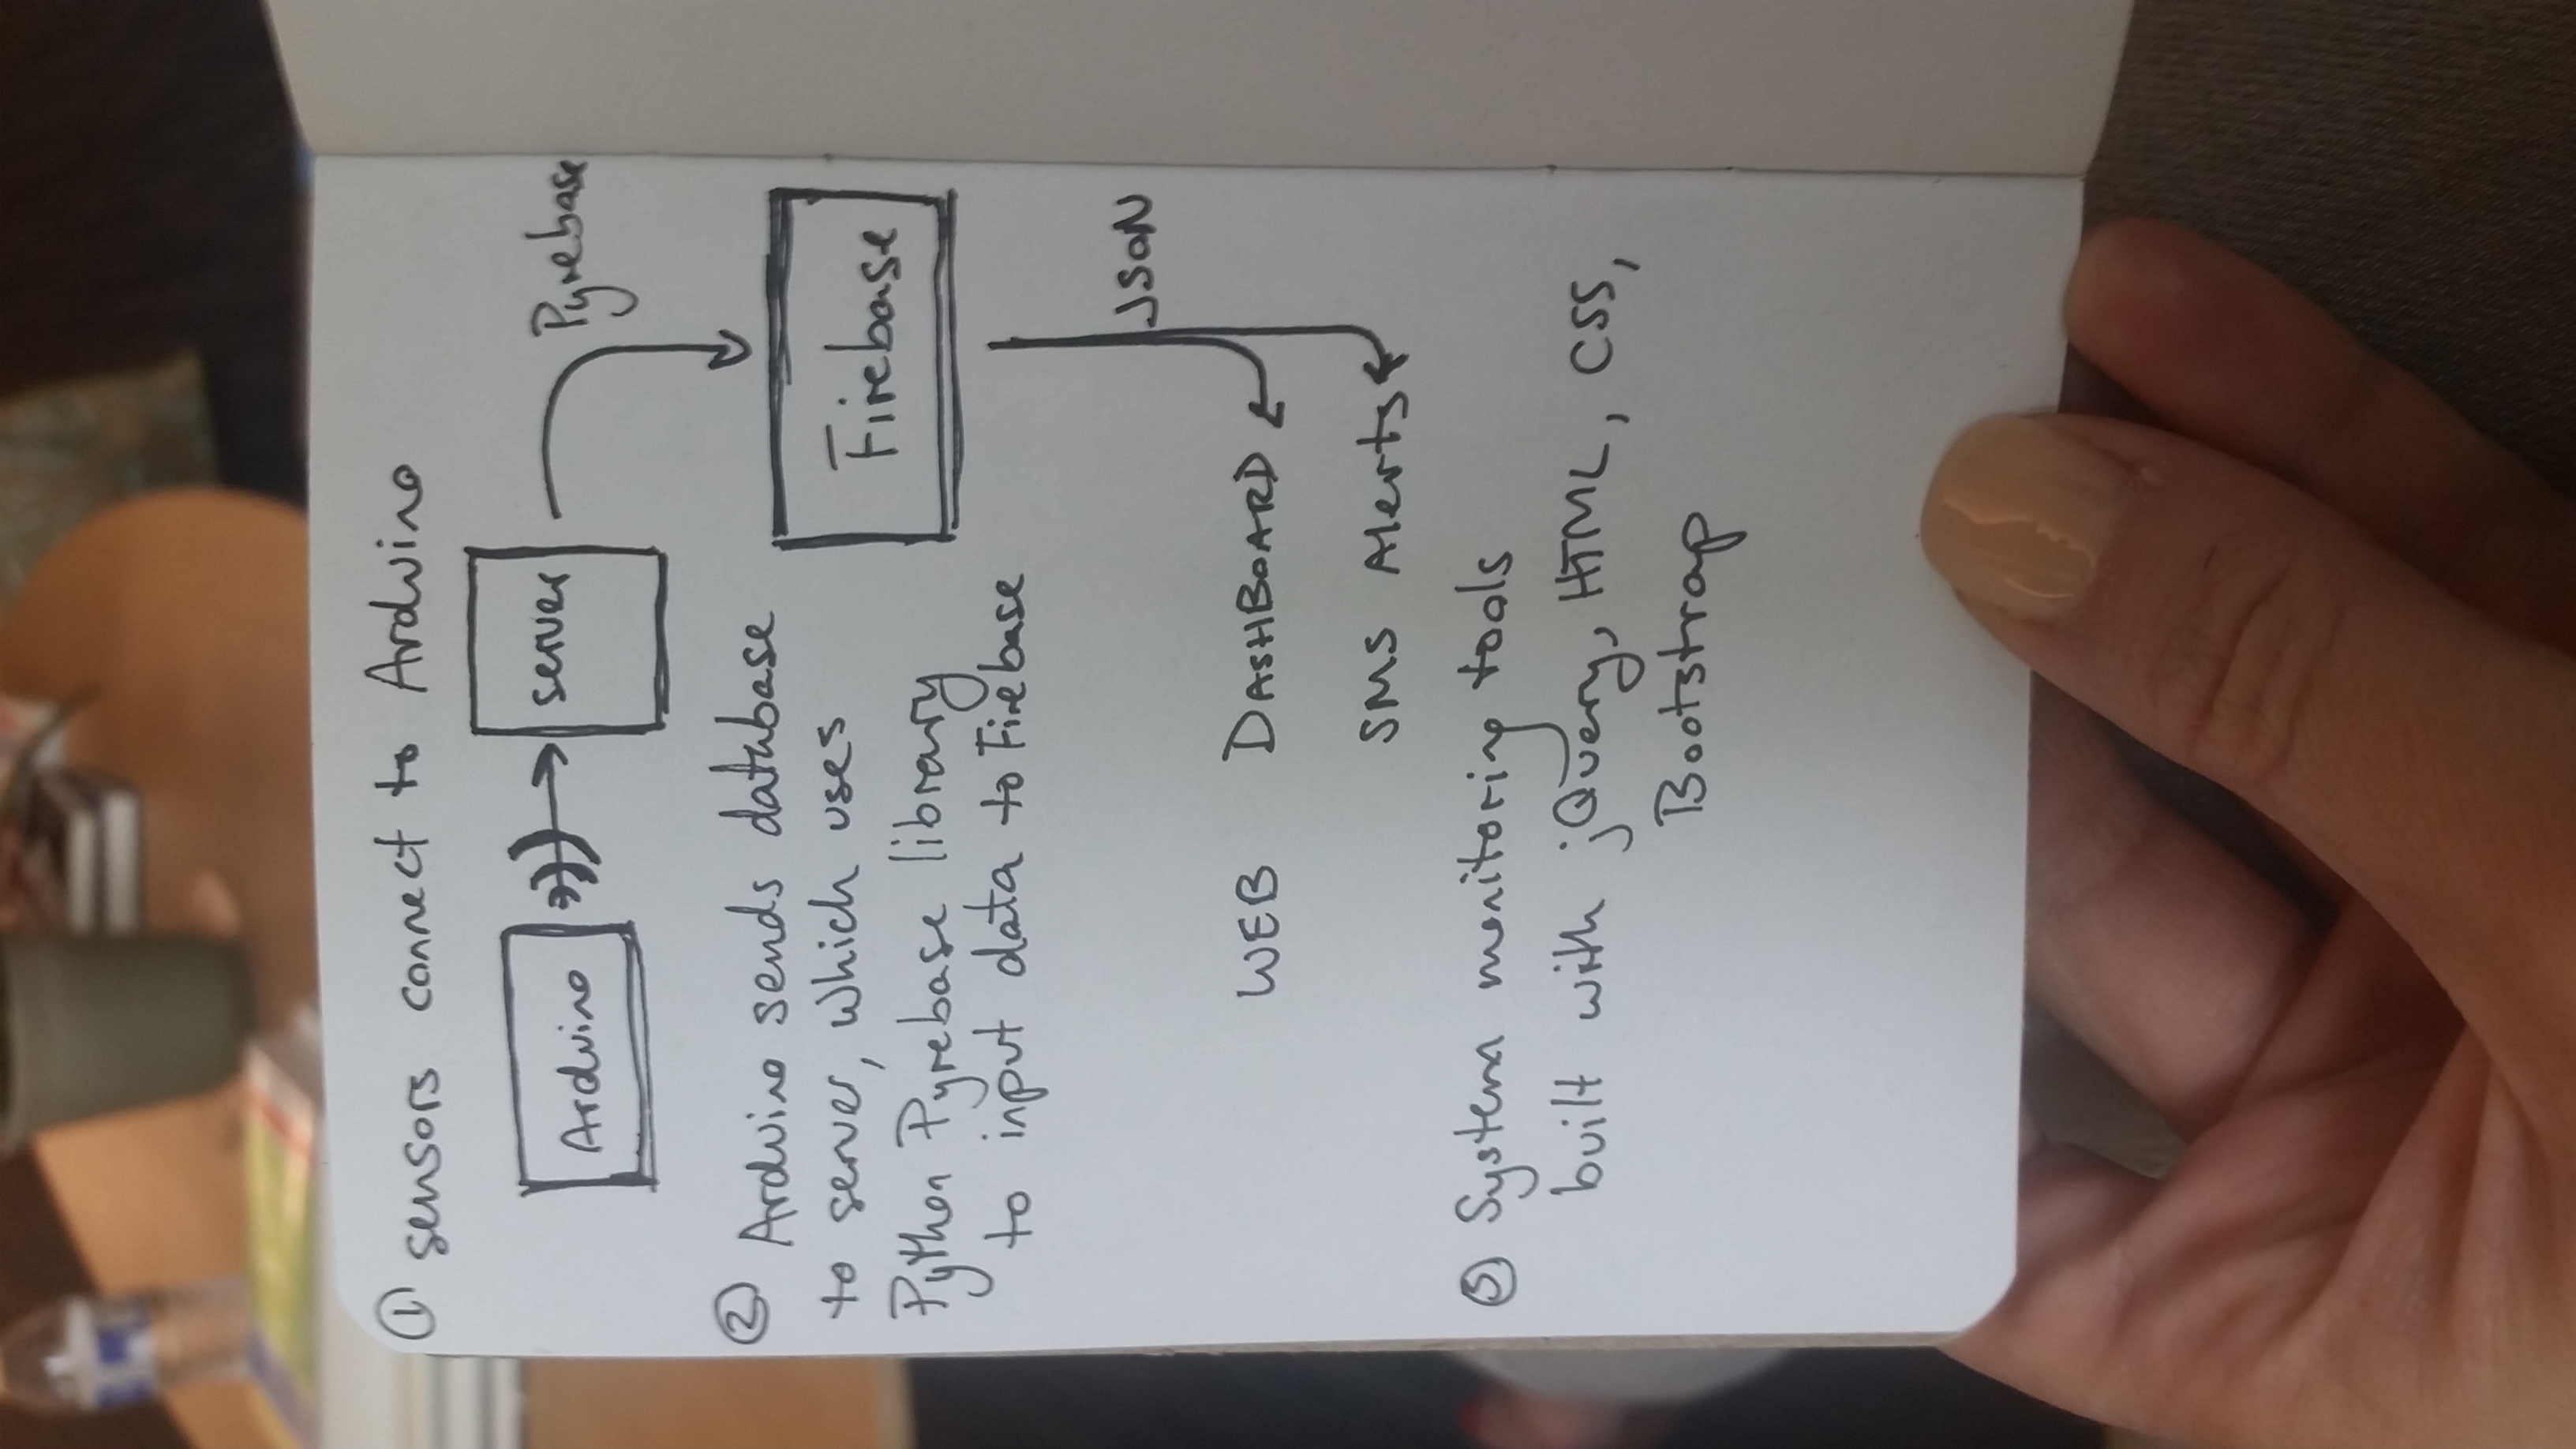 ① sensors connect to Arduino
Arduino
server
Pyrebase
② Arduino sends database
to server, which uses
Python Pyrebase library
to input data to Firebase
Firebase
JSON
WEB DASHBOARD
SMS Alerts
③ System monitoring tools
built with jQuery, HTML, CSS,
Bootstrap